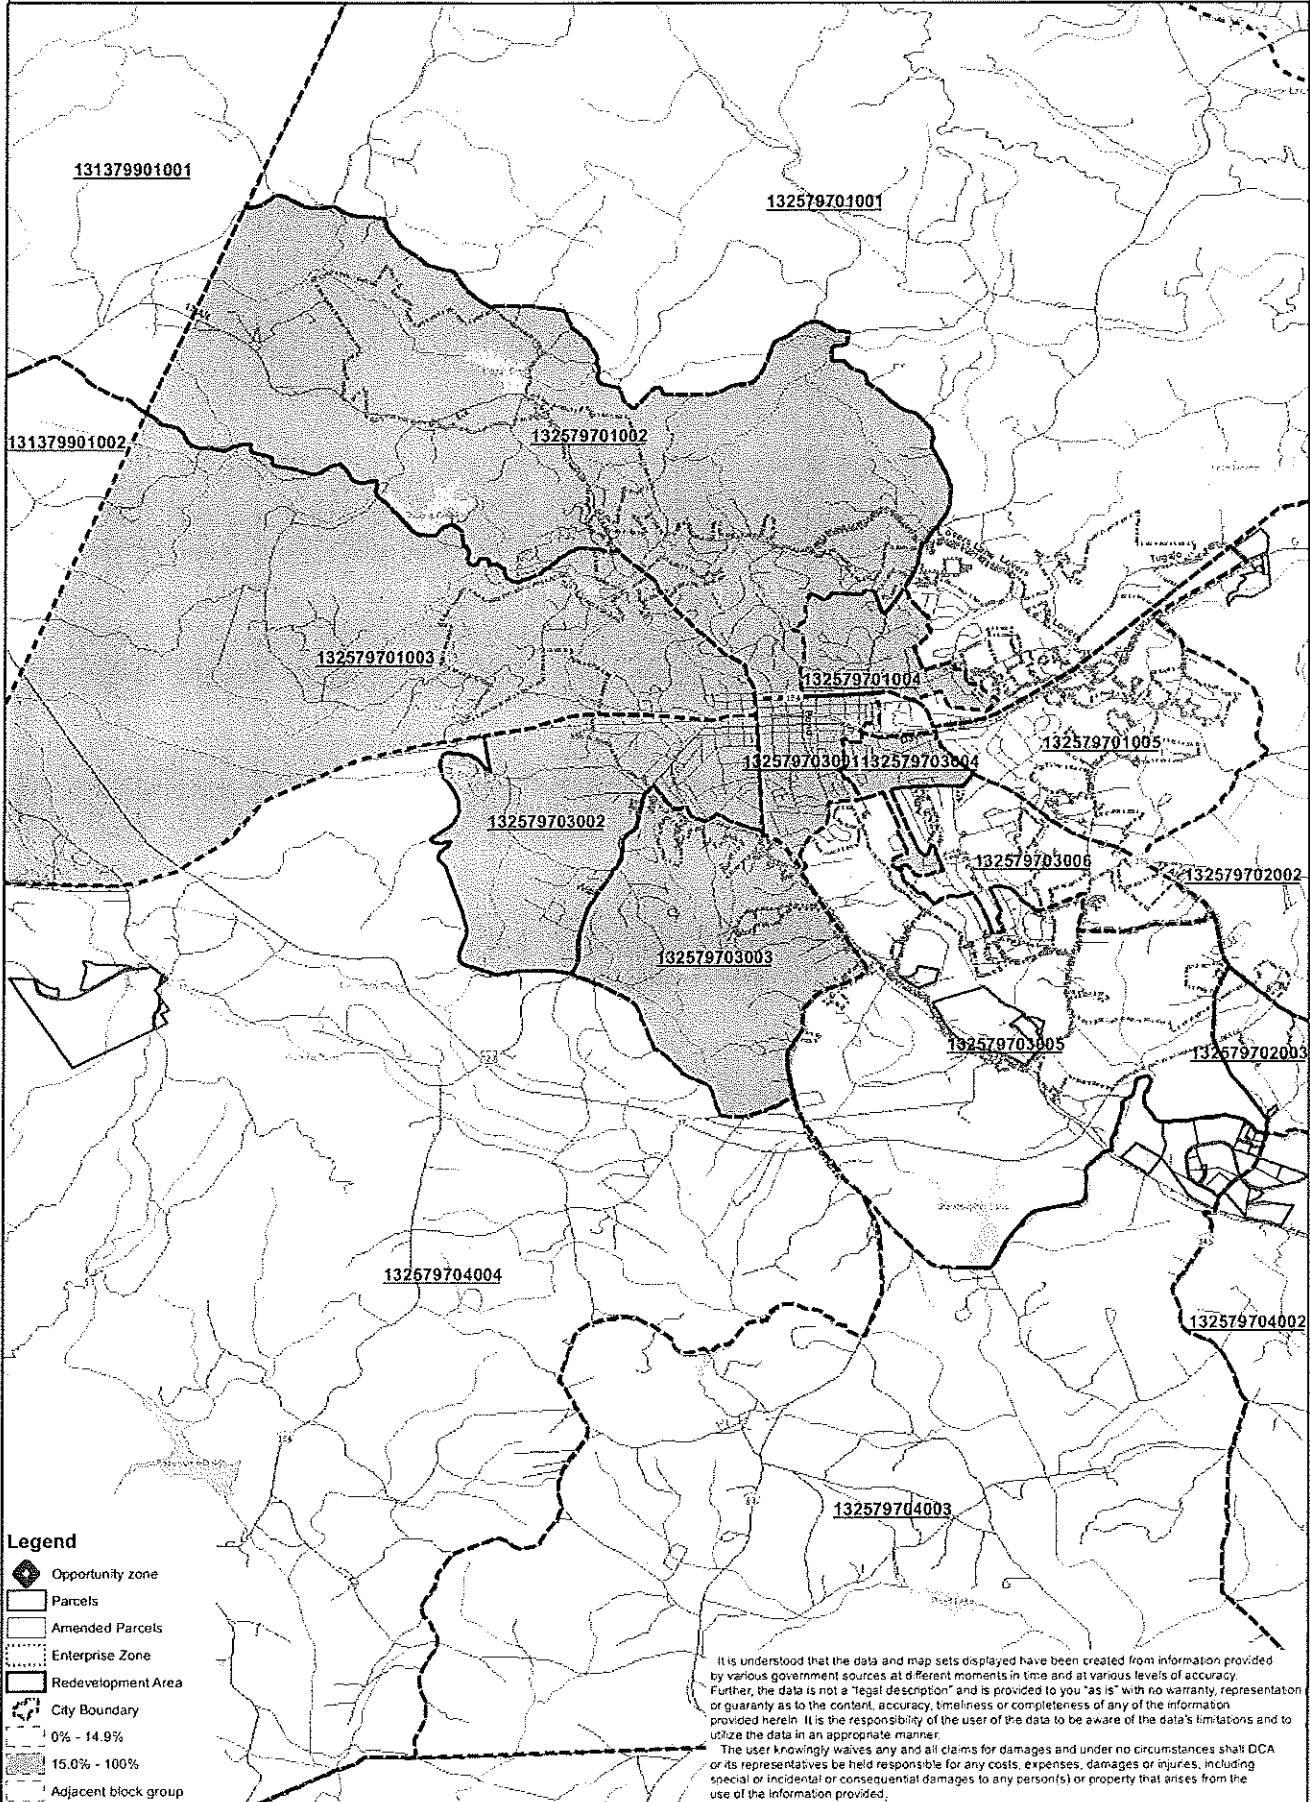 131379901001
132579701001
131379901002
132579701002
132579701003
132579701004
132579701005
132579703001
132579703004
132579703002
132579703006
132579702002
132579703003
132579703005
132579702003
132579704004
132579704002
132579704003
Lovers Lane
Lovers
Tugalo
Legend
Opportunity zone
Parcels
Amended Parcels
Enterprise Zone
Redevelopment Area
City Boundary
0% - 14.9%
15.0% - 100%
Adjacent block group
It is understood that the data and map sets displayed have been created from information provided
by various government sources at different moments in time and at various levels of accuracy.
Further, the data is not a "legal description" and is provided to you "as is" with no warranty, representation
or guaranty as to the content, accuracy, timeliness or completeness of any of the information
provided herein. It is the responsibility of the user of the data to be aware of the data's limitations and to
utilize the data in an appropriate manner.
The user knowingly waives any and all claims for damages and under no circumstances shall DCA
or its representatives be held responsible for any costs, expenses, damages or injuries, including
special or incidental or consequential damages to any person(s) or property that arises from the
use of the information provided.